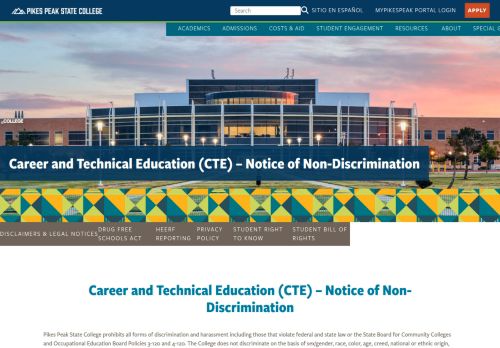 PIKES PEAK STATE COLLEGE
Search
SITIO EN ESPAÑOL
MYPIKESPEAK PORTAL LOGIN
APPLY
ACADEMICS
ADMISSIONS
COSTS & AID
STUDENT ENGAGEMENT
RESOURCES
ABOUT
SPECIAL
COLLEGE
Career and Technical Education (CTE) – Notice of Non-Discrimination
DISCLAIMERS & LEGAL NOTICES
DRUG FREE
SCHOOLS ACT
HEERF
REPORTING
PRIVACY
POLICY
STUDENT RIGHT
TO KNOW
STUDENT BILL OF
RIGHTS
Career and Technical Education (CTE) – Notice of Non-
Discrimination
Pikes Peak State College prohibits all forms of discrimination and harassment including those that violate federal and state law or the State Board for Community Colleges
and Occupational Education Board Policies 3-120 and 4-120. The College does not discriminate on the basis of sex/gender, race, color, age, creed, national or ethnic origin,